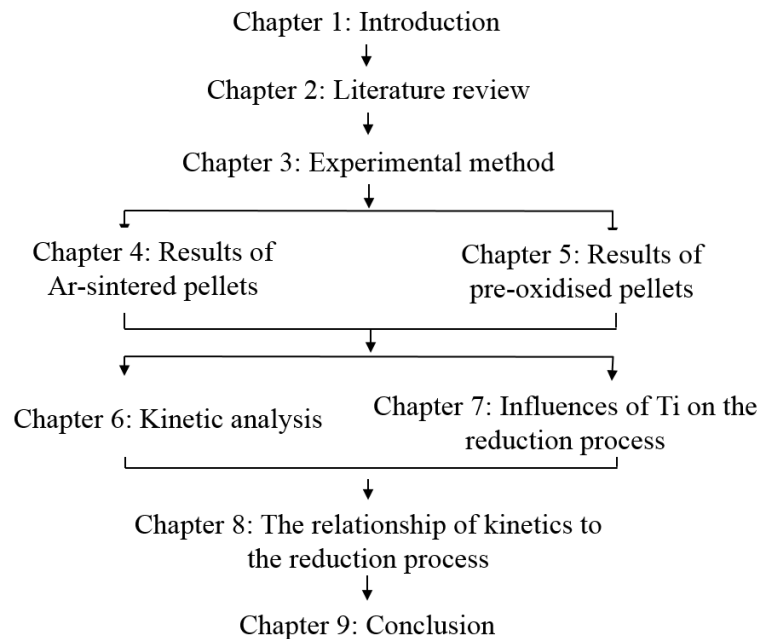 Chapter 1: Introduction
Chapter 2: Literature review
Chapter 3: Experimental method
Chapter 4: Results of
Ar-sintered pellets
Chapter 5: Results of
pre-oxidised pellets
Chapter 6: Kinetic analysis
Chapter 7: Influences of Ti on the
reduction process
Chapter 8: The relationship of kinetics to
the reduction process
Chapter 9: Conclusion